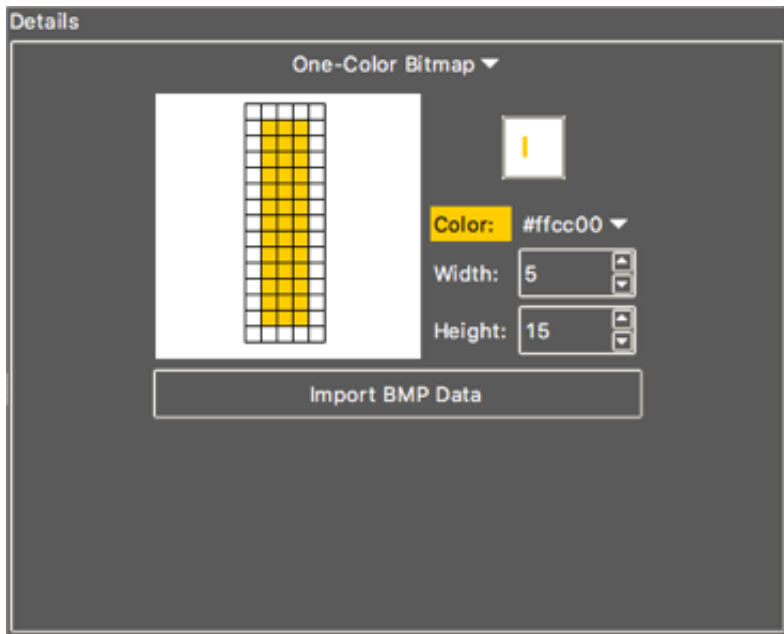 Details
One-Color Bitmap
Color: #ffcc00
Width: 5
Height: 15
Import BMP Data